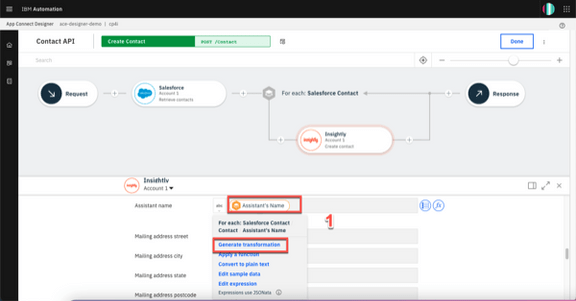 IBM Automation
App Connect Designer
ace-designer-demo | cp4i
Contact API
Create Contact
POST /Contact
Done
Search
Request
Salesforce
Account 1
Retrieve contacts
For each: Salesforce Contact
Response
Insightly
Account 1
Create contact
Insightly
Account 1
Assistant name
abc
Assistant's Name
1
For each: Salesforce Contact
Contact Assistant's Name
Mailing address street
Generate transformation
Mailing address city
Apply a function
Convert to plain text
Mailing address state
Edit sample data
Edit expression
Mailing address postcode
Expressions use JSONata